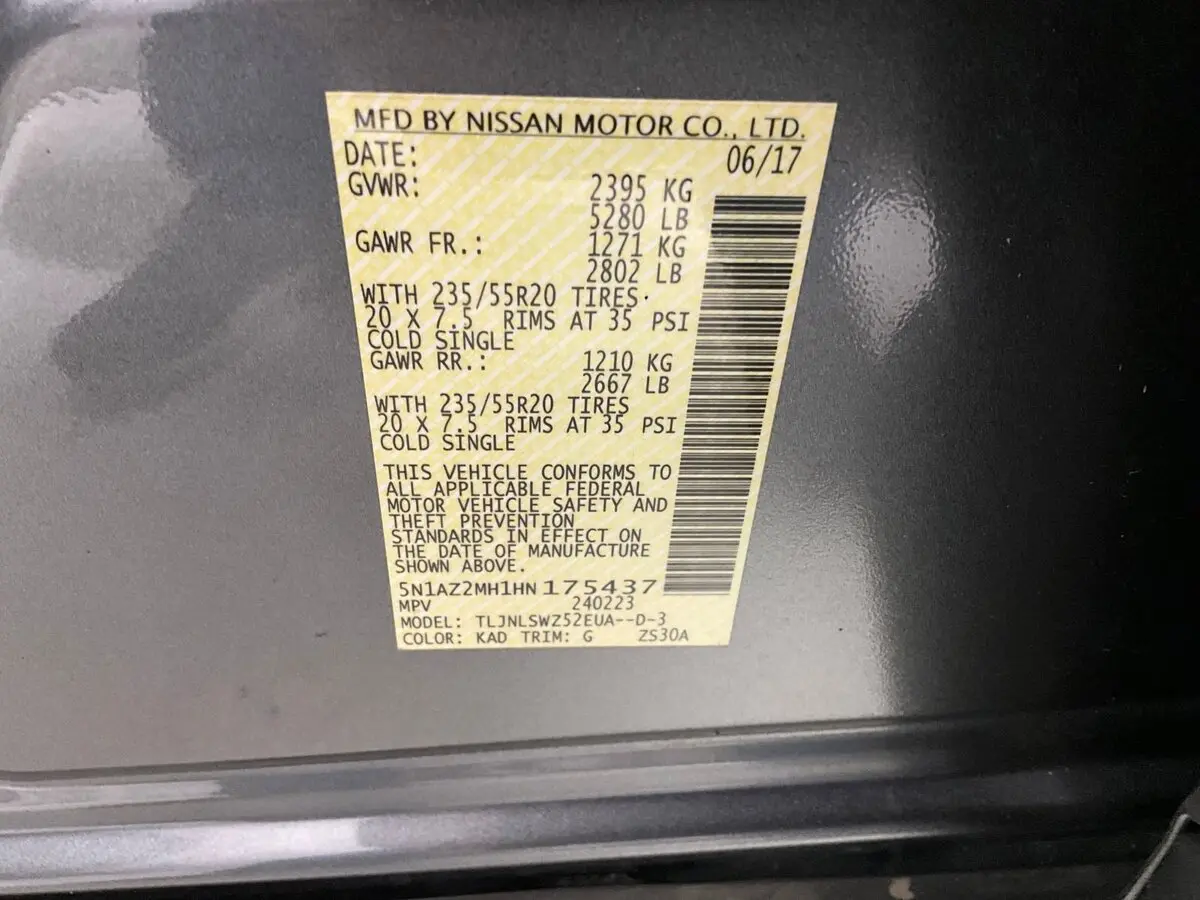 MFD BY NISSAN MOTOR CO., LTD.
DATE: 06/17
GVWR: 2395 KG
5280 LB
GAWR FR.: 1271 KG
2802 LB
WITH 235/55R20 TIRES
20 X 7.5 RIMS AT 35 PSI
COLD SINGLE
GAWR RR.: 1210 KG
2667 LB
WITH 235/55R20 TIRES
20 X 7.5 RIMS AT 35 PSI
COLD SINGLE
THIS VEHICLE CONFORMS TO
ALL APPLICABLE FEDERAL
MOTOR VEHICLE SAFETY AND
THEFT PREVENTION
STANDARDS IN EFFECT ON
THE DATE OF MANUFACTURE
SHOWN ABOVE.
5N1AZ2MH1HN175437
MPV 240223
MODEL: TLJNLSWZ52EUA--D-3
COLOR: KAD TRIM: G ZS30A